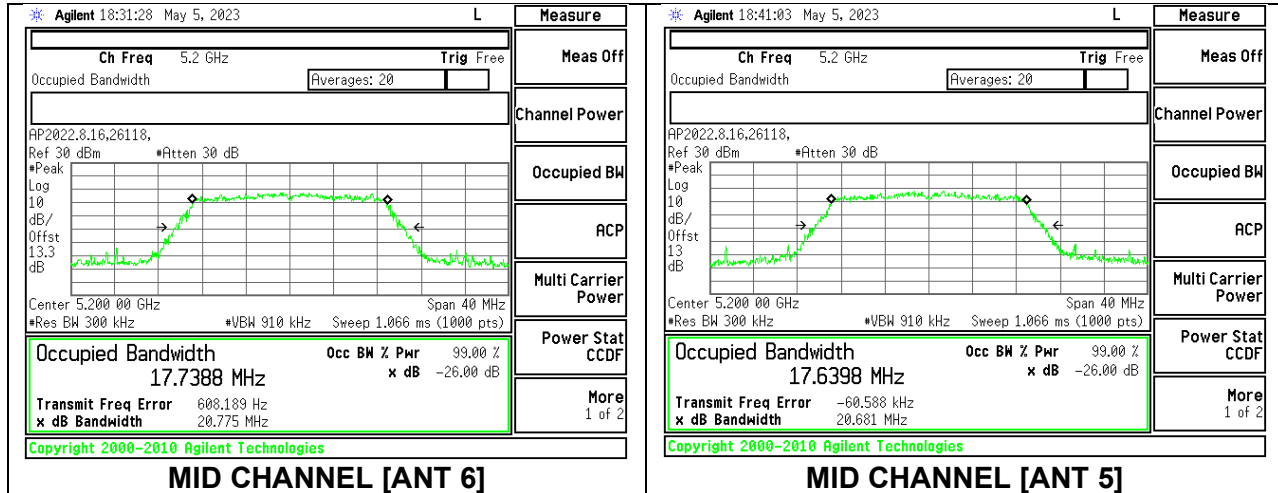 Agilent 18:31:28 May 5, 2023 L Measure
Ch Freq 5.2 GHz Trig Free
Occupied Bandwidth Averages: 20
AP2022.8.16,26118,
Ref 30 dBm #Atten 30 dB
#Peak
Log
10
dB/
Offst
13.3
dB
Center 5.200 00 GHz Span 40 MHz
#Res BW 300 kHz #VBW 910 kHz Sweep 1.066 ms (1000 pts)
Occupied Bandwidth Occ BW % Pwr 99.00 %
17.7388 MHz x dB -26.00 dB
Transmit Freq Error 608.189 Hz
x dB Bandwidth 20.775 MHz
Copyright 2000-2010 Agilent Technologies
Meas Off
Channel Power
Occupied BW
ACP
Multi Carrier
Power
Power Stat
CCDF
More
1 of 2
MID CHANNEL [ANT 6]
Agilent 18:41:03 May 5, 2023 L Measure
Ch Freq 5.2 GHz Trig Free
Occupied Bandwidth Averages: 20
AP2022.8.16,26118,
Ref 30 dBm #Atten 30 dB
#Peak
Log
10
dB/
Offst
13
dB
Center 5.200 00 GHz Span 40 MHz
#Res BW 300 kHz #VBW 910 kHz Sweep 1.066 ms (1000 pts)
Occupied Bandwidth Occ BW % Pwr 99.00 %
17.6398 MHz x dB -26.00 dB
Transmit Freq Error -60.588 kHz
x dB Bandwidth 20.681 MHz
Copyright 2000-2010 Agilent Technologies
Meas Off
Channel Power
Occupied BW
ACP
Multi Carrier
Power
Power Stat
CCDF
More
1 of 2
MID CHANNEL [ANT 5]